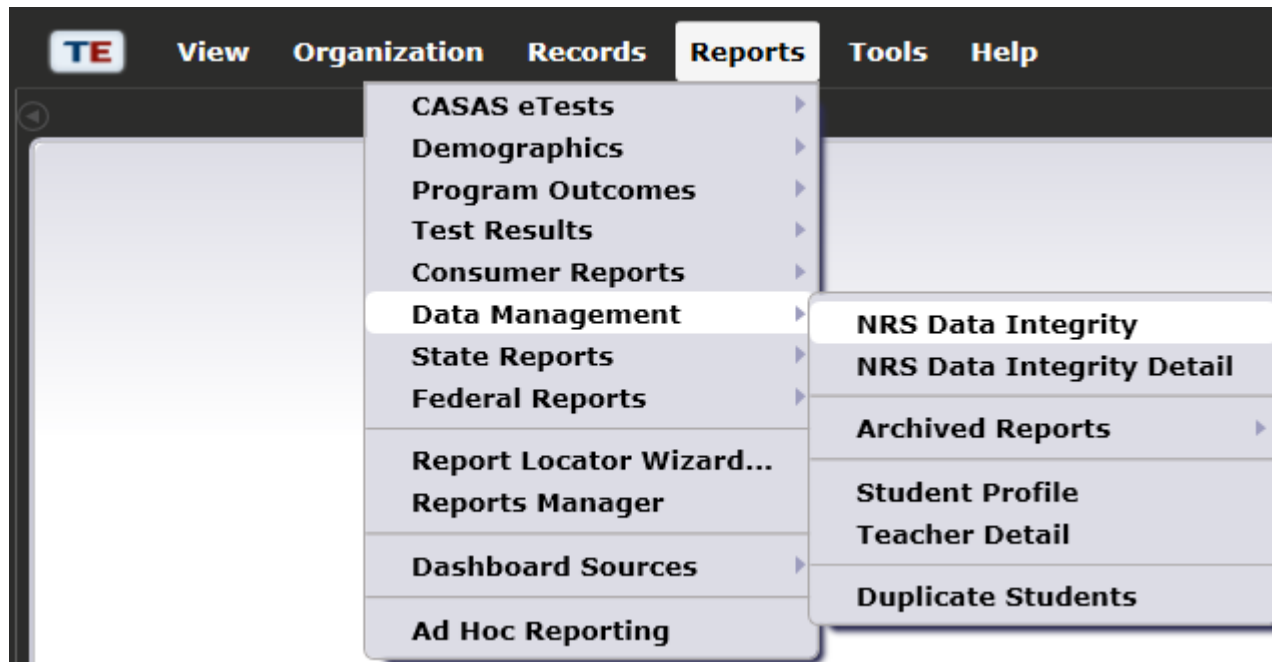 TE View Organization Records Reports Tools Help
CASAS eTests
Demographics
Program Outcomes
Test Results
Consumer Reports
Data Management
State Reports
Federal Reports
Report Locator Wizard...
Reports Manager
Dashboard Sources
Ad Hoc Reporting
NRS Data Integrity
NRS Data Integrity Detail
Archived Reports
Student Profile
Teacher Detail
Duplicate Students